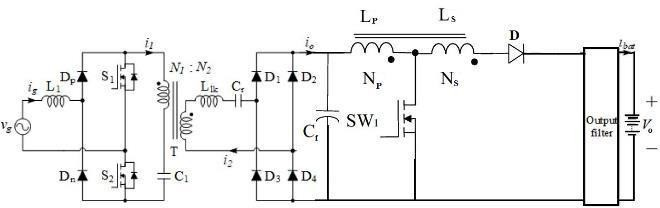 L_P L_S
D
i_1 i_o i_bat
N_1 : N_2
D_p S_1 L_lk C_r D_1 D_2
i_g L_1 N_P N_S
v_g C_f SW_1 Output filter + V_o −
T
i_2
D_n S_2 C_1 D_3 D_4